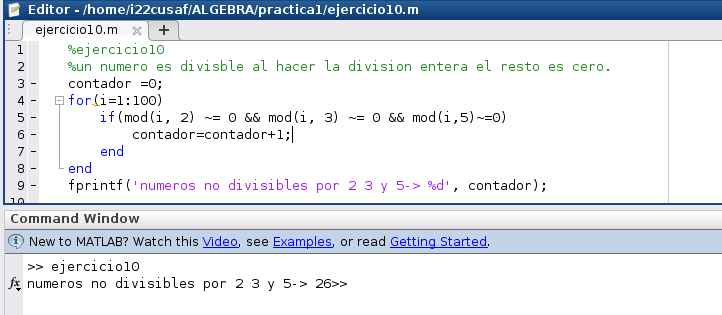 Editor - /home/i22cusaf/ALGEBRA/practica1/ejercicio10.m
ejercicio10.m
1 %ejercicio10
2 %un numero es divisble al hacer la division entera el resto es cero.
3 - contador =0;
4 - for(i=1:100)
5 - if(mod(i, 2) ~= 0 && mod(i, 3) ~= 0 && mod(i,5)~=0)
6 - contador=contador+1;
7 - end
8 - end
9 - fprintf('numeros no divisibles por 2 3 y 5-> %d', contador);
10
Command Window
New to MATLAB? Watch this Video, see Examples, or read Getting Started.
>> ejercicio10
fx numeros no divisibles por 2 3 y 5-> 26>>